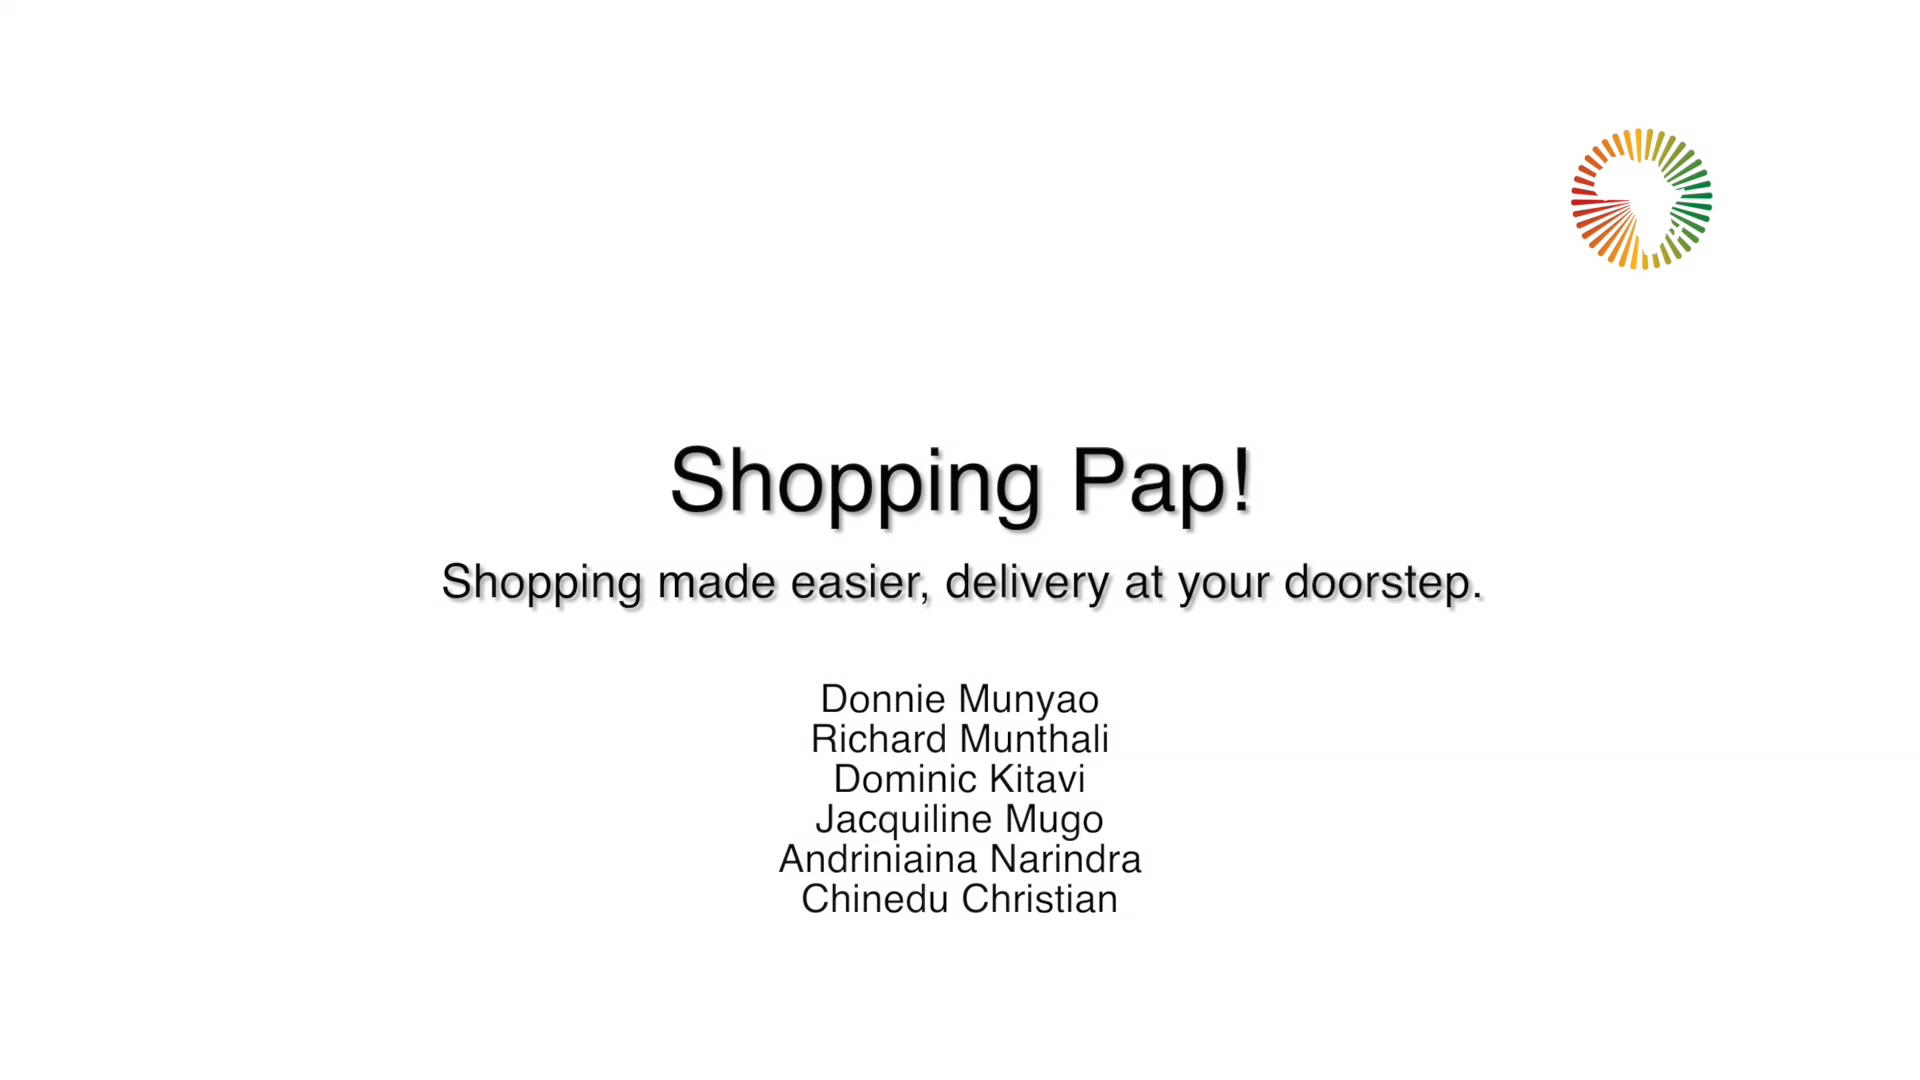 Shopping Pap!
Shopping made easier, delivery at your doorstep.
Donnie Munyao
Richard Munthali
Dominic Kitavi
Jacquiline Mugo
Andriniaina Narindra
Chinedu Christian